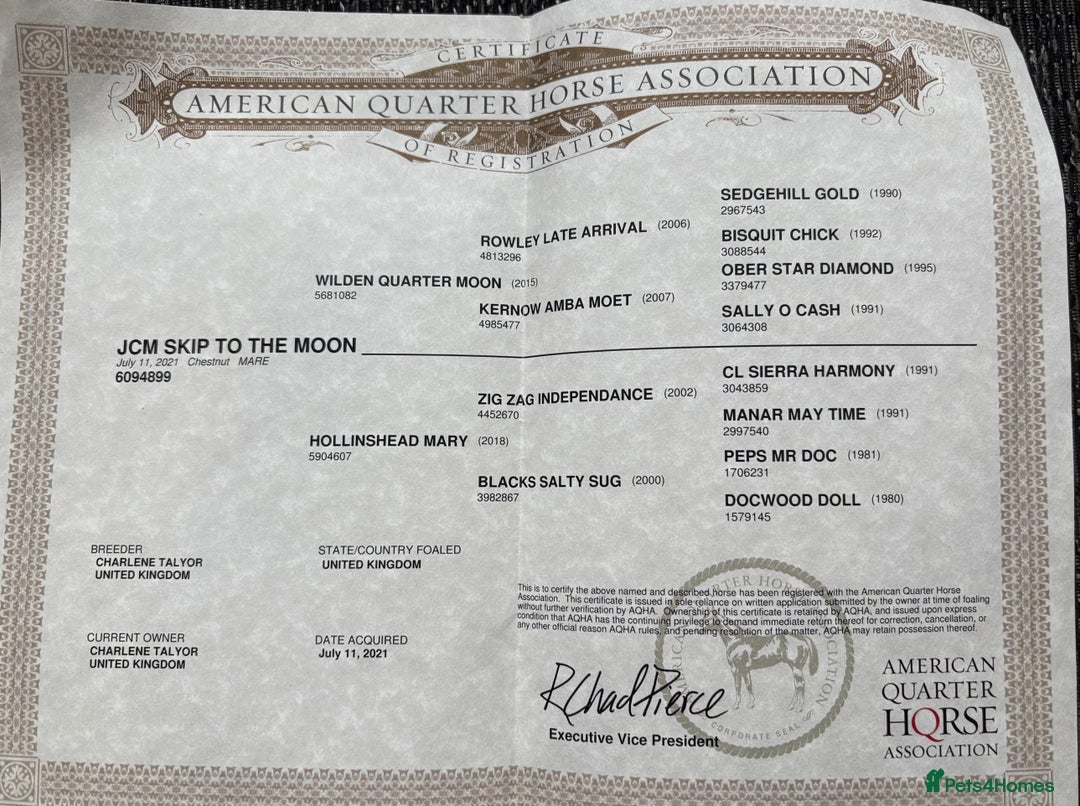 CERTIFICATE
AMERICAN QUARTER HORSE ASSOCIATION
OF REGISTRATION
SEDGEHILL GOLD (1990)
2967543
ROWLEY LATE ARRIVAL (2006)
4813296
BISQUIT CHICK (1992)
3088544
WILDEN QUARTER MOON (2015)
5681082
OBER STAR DIAMOND (1995)
3379477
KERNOW AMBA MOET (2007)
4985477
SALLY O CASH (1991)
3064308
JCM SKIP TO THE MOON
July 11, 2021 Chestnut MARE
6094899
CL SIERRA HARMONY (1991)
3043859
ZIG ZAG INDEPENDANCE (2002)
4452670
MANAR MAY TIME (1991)
2997540
HOLLINSHEAD MARY (2018)
5904607
PEPS MR DOC (1981)
1706231
BLACKS SALTY SUG (2000)
3982867
DOCWOOD DOLL (1980)
1579145
BREEDER
CHARLENE TALYOR
UNITED KINGDOM
STATE/COUNTRY FOALED
UNITED KINGDOM
CURRENT OWNER
CHARLENE TALYOR
UNITED KINGDOM
DATE ACQUIRED
July 11, 2021
This is to certify the above named and described horse has been registered with the American Quarter Horse
Association. This certificate is issued in sole reliance on written application submitted by the owner at time of foaling
without further verification by AQHA. Ownership of this certificate is retained by AQHA, and issued upon express
condition that AQHA has the continuing privilege to demand immediate return thereof for correction, cancellation, or
any other official reason AQHA rules, and pending resolution of the matter, AQHA may retain possession thereof.
R Chad Pierce
Executive Vice President
CORPORATE SEAL
AMERICAN
QUARTER
HORSE
ASSOCIATION
Pets4Homes